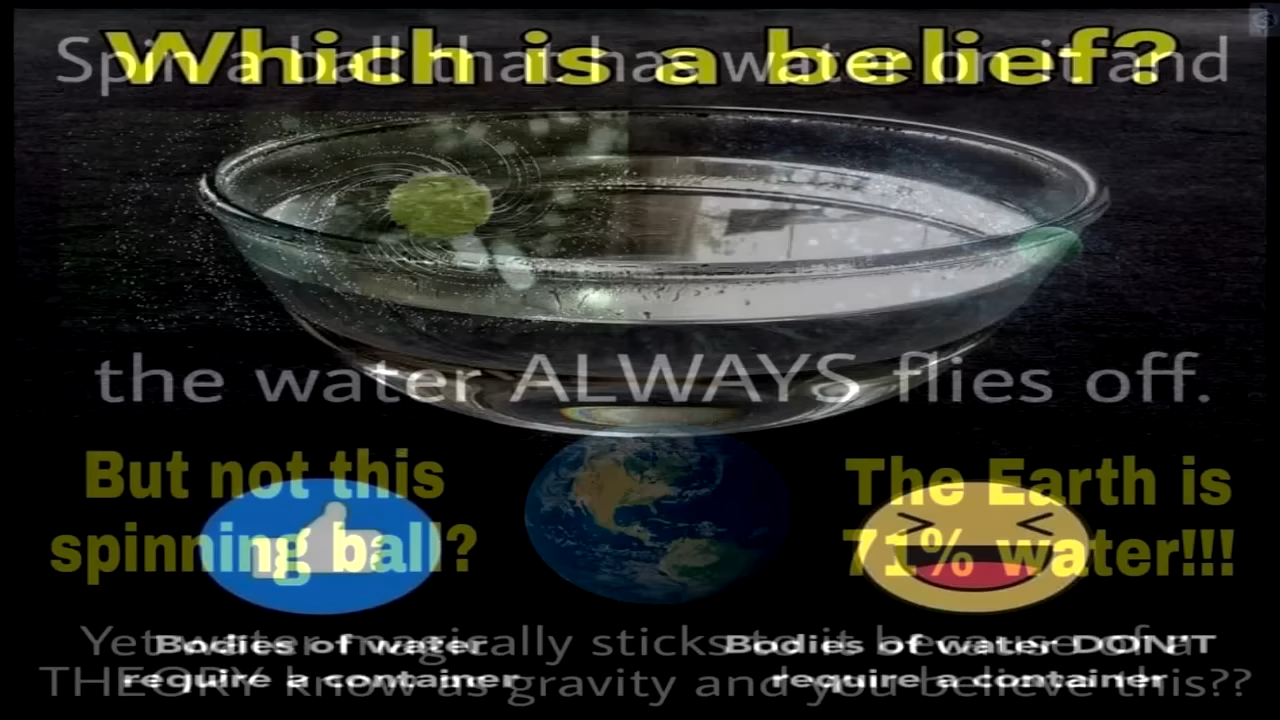 Which is a belief?
Spin a ball that has water on it and
the water ALWAYS flies off.
But not this
spinning ball?
The Earth is
71% water!!!
Bodies of water
require a container
Bodies of water DON'T
require a container
Yet water magically sticks to it because of a
THEORY know as gravity and you believe this??